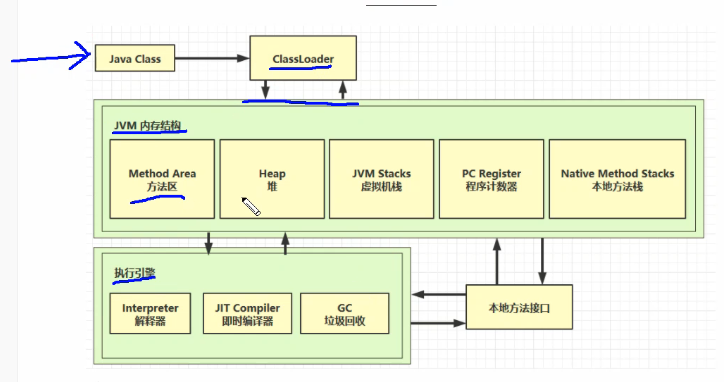 Java Class
ClassLoader
JVM 内存结构
Method Area
方法区
Heap
堆
JVM Stacks
虚拟机栈
PC Register
程序计数器
Native Method Stacks
本地方法栈
执行引擎
Interpreter
解释器
JIT Compiler
即时编译器
GC
垃圾回收
本地方法接口